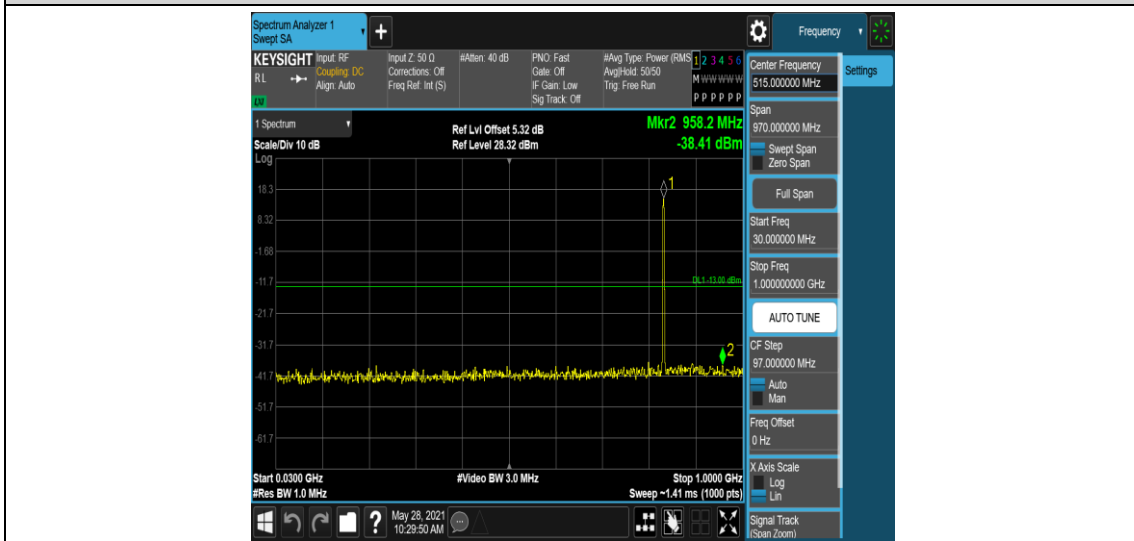 Spectrum Analyzer 1
Swept SA
+
Frequency
KEYSIGHT
RL
LXI
Input: RF
Coupling: DC
Align: Auto
Input Z: 50 Ω
Corrections: Off
Freq Ref: Int (S)
#Atten: 40 dB
PNO: Fast
Gate: Off
IF Gain: Low
Sig Track: Off
#Avg Type: Power (RMS
Avg|Hold: 50/50
Trig: Free Run
1 2 3 4 5 6
M W W W W W
P P P P P P
1 Spectrum
Scale/Div 10 dB
Log
Ref Lvl Offset 5.32 dB
Ref Level 28.32 dBm
Mkr2 958.2 MHz
-38.41 dBm
1
18.3
8.32
-1.68
-11.7
DL1 -13.00 dBm
-21.7
-31.7
2
-41.7
-51.7
-61.7
Start 0.0300 GHz
#Res BW 1.0 MHz
#Video BW 3.0 MHz
Stop 1.0000 GHz
Sweep ~1.41 ms (1000 pts)
?
May 28, 2021
10:29:50 AM
Center Frequency
515.000000 MHz
Span
970.000000 MHz
Swept Span
Zero Span
Full Span
Start Freq
30.000000 MHz
Stop Freq
1.000000000 GHz
AUTO TUNE
CF Step
97.000000 MHz
Auto
Man
Freq Offset
0 Hz
X Axis Scale
Log
Lin
Signal Track
(Span Zoom)
Settings